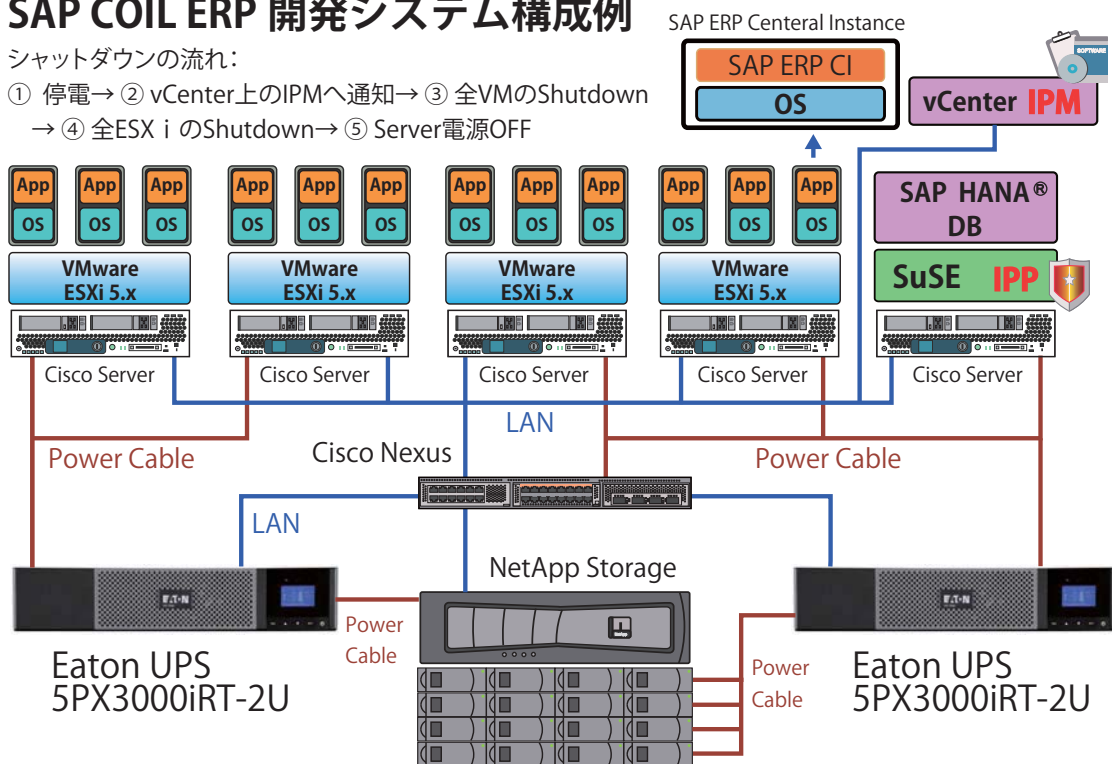 SAP COIL ERP 開発システム構成例
シャットダウンの流れ：
① 停電→ ② vCenter上のIPMへ通知→ ③ 全VMのShutdown
→ ④ 全ESXｉのShutdown→ ⑤ Server電源OFF
SAP ERP Centeral Instance
SAP ERP CI
OS
SOFTWARE
vCenter IPM
App App App App App App App App App App App App
OS OS OS OS OS OS OS OS OS OS OS OS
SAP HANA®
DB
VMware
ESXi 5.x
VMware
ESXi 5.x
VMware
ESXi 5.x
VMware
ESXi 5.x
SuSE IPP
Cisco Server
Cisco Server
Cisco Server
Cisco Server
Cisco Server
LAN
Power Cable
Cisco Nexus
Power Cable
LAN
NetApp Storage
EATON
EATON
NetApp
Power
Cable
Eaton UPS
5PX3000iRT-2U
Power
Cable
Eaton UPS
5PX3000iRT-2U